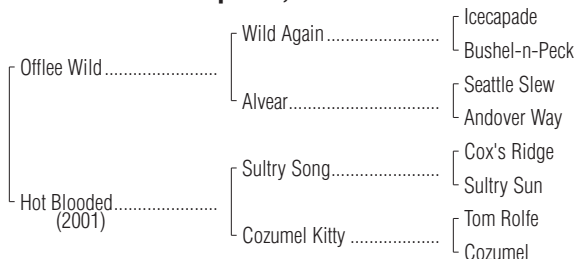 Icecapade
Wild Again
Bushel-n-Peck
Offlee Wild
Seattle Slew
Alvear
Andover Way
Cox's Ridge
Sultry Song
Sultry Sun
Hot Blooded
(2001)
Tom Rolfe
Cozumel Kitty
Cozumel